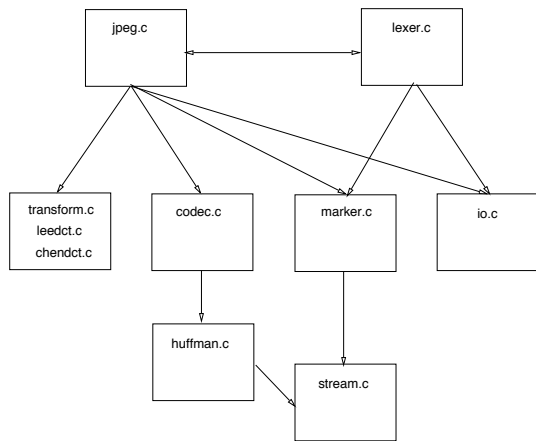 jpeg.c
lexer.c
transform.c
leedct.c
chendct.c
codec.c
marker.c
io.c
huffman.c
stream.c